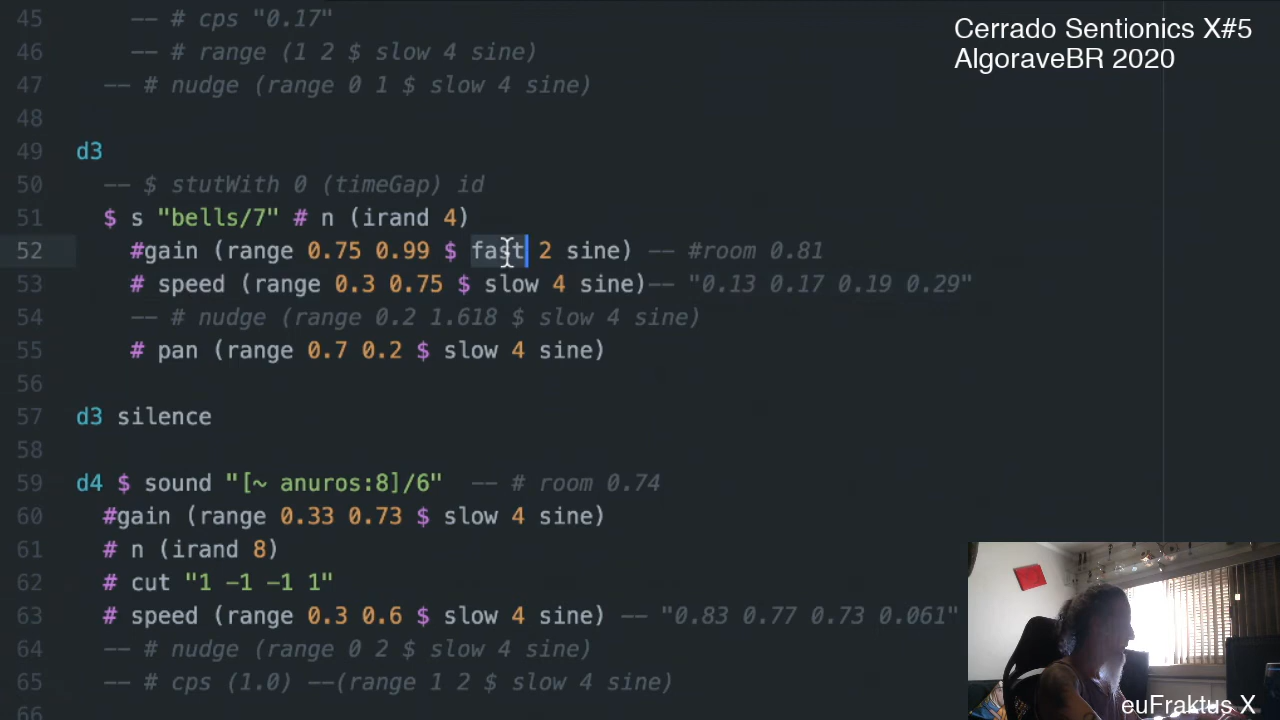 45 -- # cps "0.17"
46 -- # range (1 2 $ slow 4 sine)
47 -- # nudge (range 0 1 $ slow 4 sine)
48
49 d3
50 -- $ stutWith 0 (timeGap) id
51 $ s "bells/7" # n (irand 4)
52 #gain (range 0.75 0.99 $ fast 2 sine) -- #room 0.81
53 # speed (range 0.3 0.75 $ slow 4 sine)-- "0.13 0.17 0.19 0.29"
54 -- # nudge (range 0.2 1.618 $ slow 4 sine)
55 # pan (range 0.7 0.2 $ slow 4 sine)
56
57 d3 silence
58
59 d4 $ sound "[~ anuros:8]/6" -- # room 0.74
60 #gain (range 0.33 0.73 $ slow 4 sine)
61 # n (irand 8)
62 # cut "1 -1 -1 1"
63 # speed (range 0.3 0.6 $ slow 4 sine) -- "0.83 0.77 0.73 0.061"
64 -- # nudge (range 0 2 $ slow 4 sine)
65 -- # cps (1.0) --(range 1 2 $ slow 4 sine)
66
Cerrado Sentionics X#5
AlgoraveBR 2020
euFraktus X